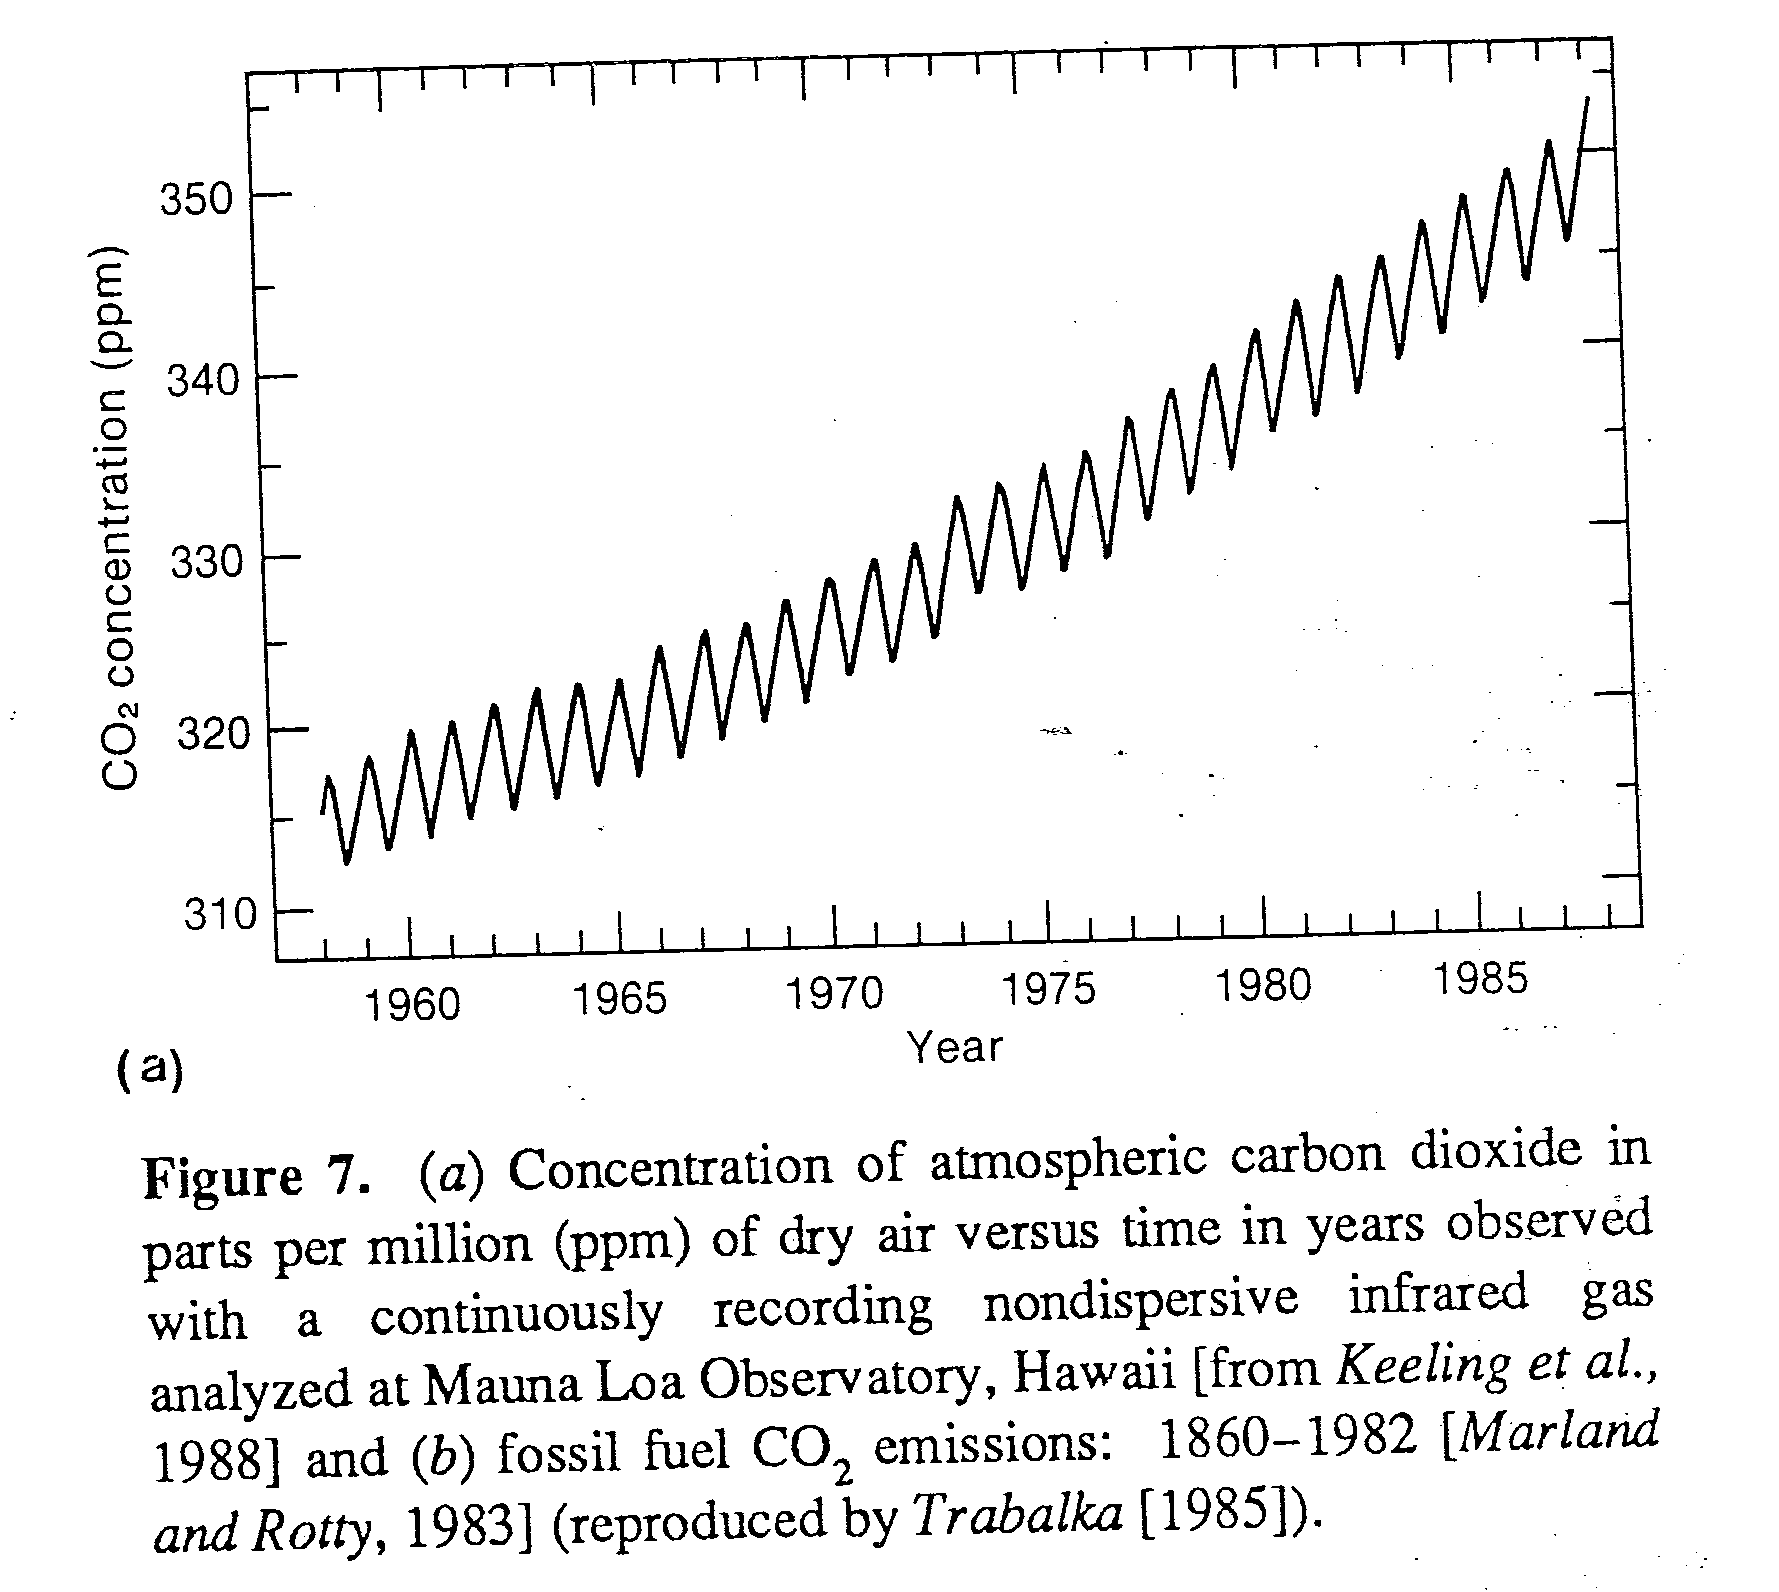 350
340
330
320
310
CO₂ concentration (ppm)
1960 1965 1970 1975 1980 1985
Year
(a)
Figure 7. (a) Concentration of atmospheric carbon dioxide in
parts per million (ppm) of dry air versus time in years observed
with a continuously recording nondispersive infrared gas
analyzed at Mauna Loa Observatory, Hawaii [from Keeling et al.,
1988] and (b) fossil fuel CO₂ emissions: 1860–1982 [Marland
and Rotty, 1983] (reproduced by Trabalka [1985]).